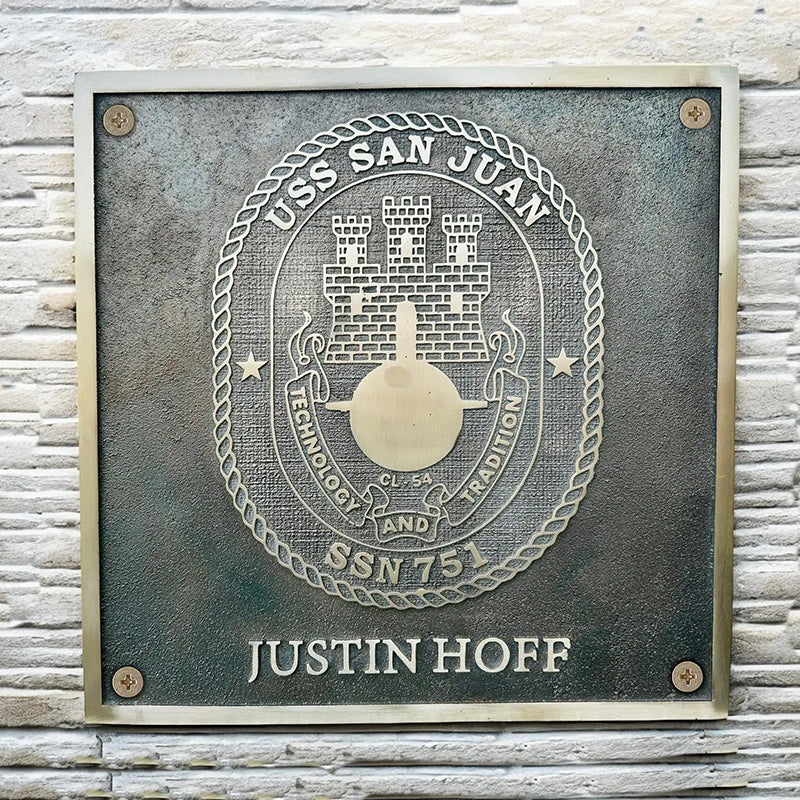 USS SAN JUAN
TECHNOLOGY AND TRADITION
CL 54
SSN 751
JUSTIN HOFF